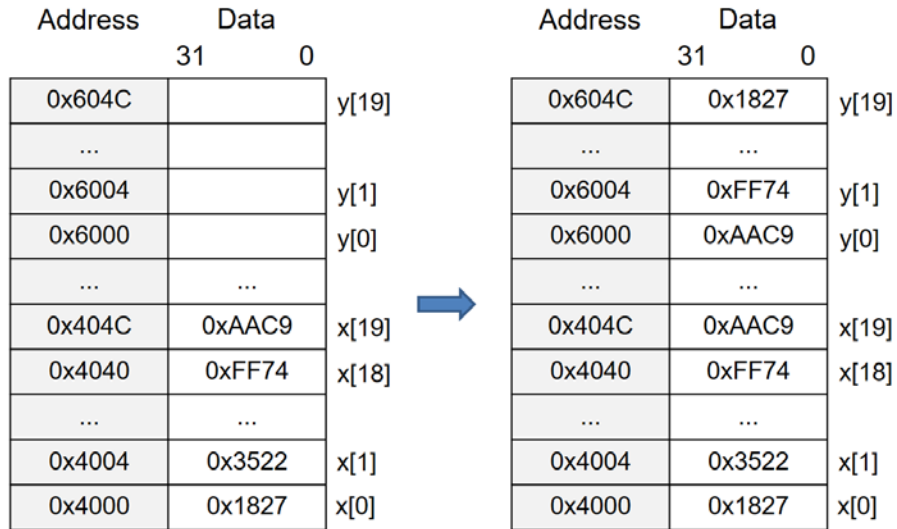 Address Data
31 0
0x604C y[19]
...
0x6004 y[1]
0x6000 y[0]
... ...
0x404C 0xAAC9 x[19]
0x4040 0xFF74 x[18]
... ...
0x4004 0x3522 x[1]
0x4000 0x1827 x[0]
Address Data
31 0
0x604C 0x1827 y[19]
... ...
0x6004 0xFF74 y[1]
0x6000 0xAAC9 y[0]
... ...
0x404C 0xAAC9 x[19]
0x4040 0xFF74 x[18]
... ...
0x4004 0x3522 x[1]
0x4000 0x1827 x[0]